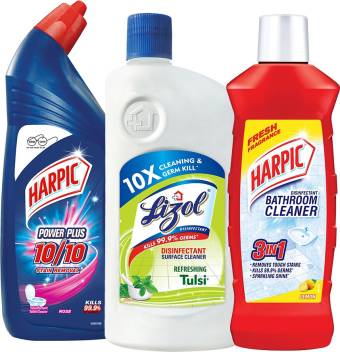 HARPIC
POWER PLUS
10/10
STAIN REMOVAL
ROSE
KILLS
99.9%
10X CLEANING &
GERM KILL*
Lizol
DISINFECTANT
KILLS 99.9% GERMS*
DISINFECTANT
SURFACE CLEANER
REFRESHING
Tulsi*
FRESH
FRAGRANCE
HARPIC
DISINFECTANT
BATHROOM
CLEANER
3IN1
•REMOVES TOUGH STAINS
•KILLS 99.9% GERMS*
•SPARKLING SHINE*
LEMON